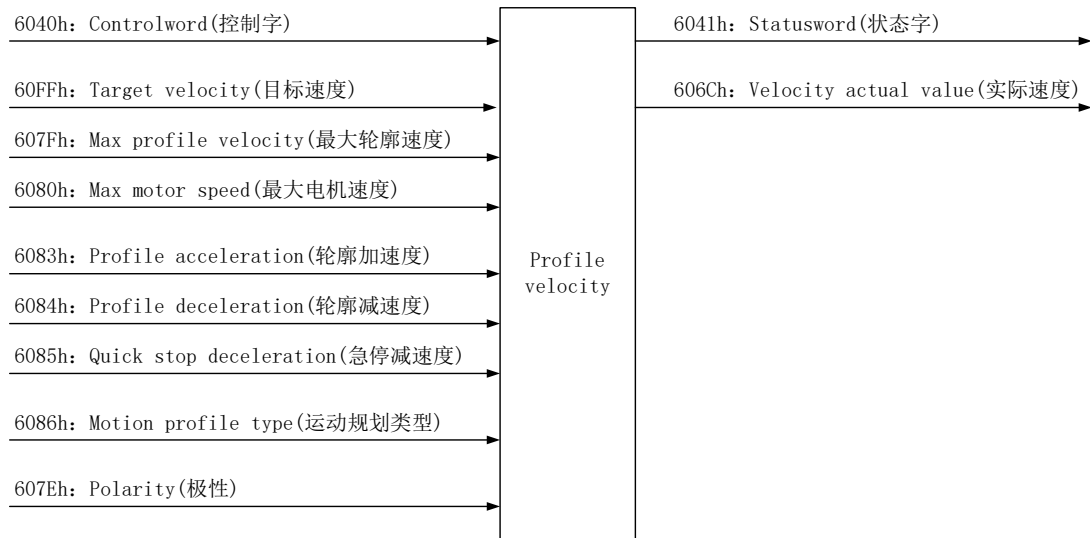 6040h: Controlword(控制字)
60FFh: Target velocity(目标速度)
607Fh: Max profile velocity(最大轮廓速度)
6080h: Max motor speed(最大电机速度)
6083h: Profile acceleration(轮廓加速度)
6084h: Profile deceleration(轮廓减速度)
6085h: Quick stop deceleration(急停减速度)
6086h: Motion profile type(运动规划类型)
607Eh: Polarity(极性)
Profile
velocity
6041h: Statusword(状态字)
606Ch: Velocity actual value(实际速度)